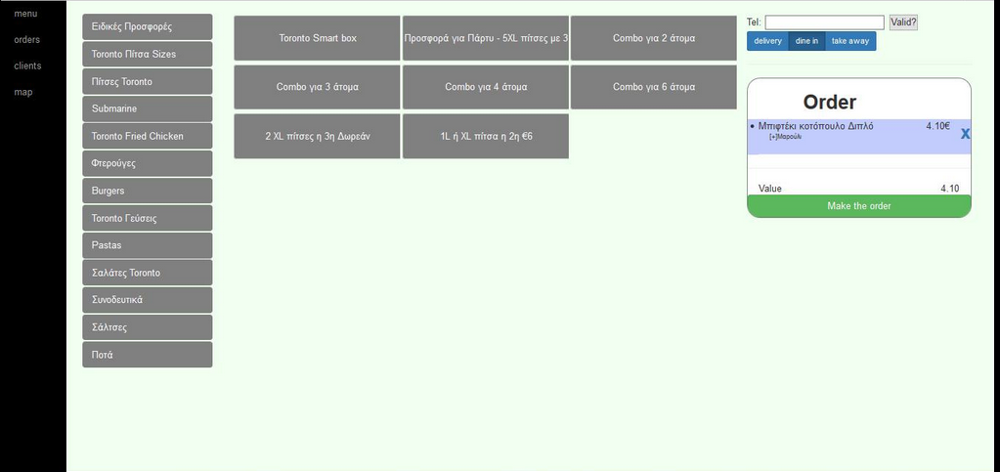 menu
orders
clients
map
Ειδικές Προσφορές
Toronto Πίτσα Sizes
Πίτσες Toronto
Submarine
Toronto Fried Chicken
Φτερούγες
Burgers
Toronto Γεύσεις
Pastas
Σαλάτες Toronto
Συνοδευτικά
Σάλτσες
Ποτά
Toronto Smart box
Προσφορά για Πάρτυ - 5XL πίτσες με 3
Combo για 2 άτομα
Combo για 3 άτομα
Combo για 4 άτομα
Combo για 6 άτομα
2 XL πίτσες η 3η Δωρεάν
1L ή XL πίτσα η 2η €6
Tel: Valid?
delivery dine in take away
Order
• Μπιφτέκι κοτόπουλο Διπλό 4.10€
[+]Μαρούλι X
Value 4.10
Make the order